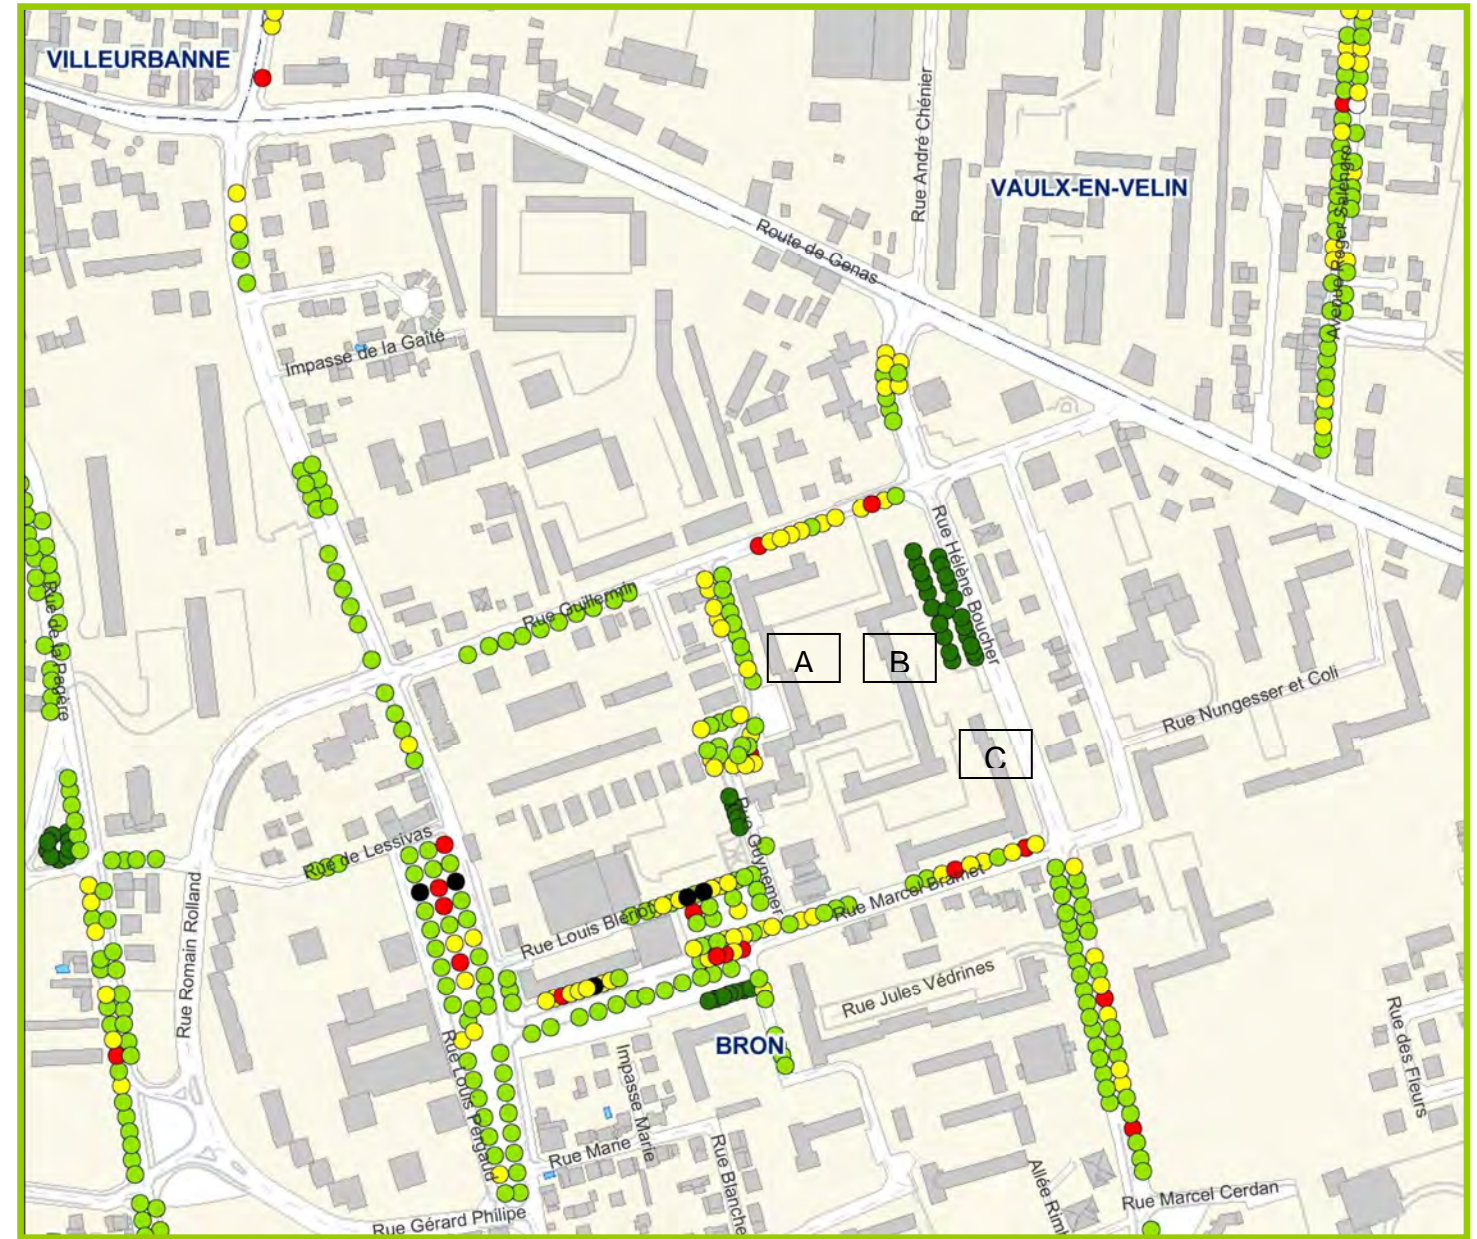 VILLEURBANNE
Rue André Chénier
VAULX-EN-VELIN
Avenue Roger Salengro
Route de Genas
Impasse de la Gaîté
Rue Hélène Boucher
Rue Guillermin
Rue de la Pagère
A
B
C
Rue Nungesser et Coli
Rue de Lessivas
Rue Guynemer
Rue Marcel Bramet
Rue Louis Blériot
Rue Romain Rolland
Rue Jules Védrines
Rue des Fleurs
BRON
Rue Louis Pergaud
Impasse Marie
Rue Marie
Rue Blanche
Allée Rim
Rue Marcel Cerdan
Rue Gérard Philipe